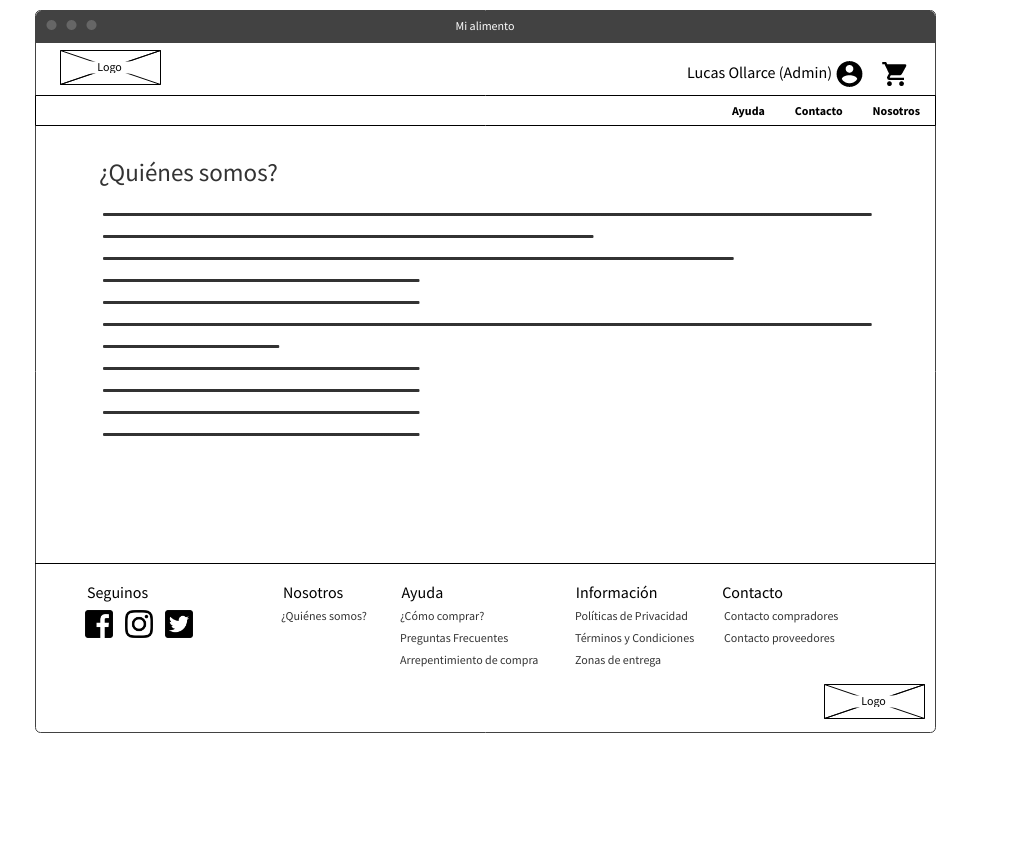 Mi alimento
Logo
Lucas Ollarce (Admin)
Ayuda Contacto Nosotros
¿Quiénes somos?
Seguinos
Nosotros
¿Quiénes somos?
Ayuda
¿Cómo comprar?
Preguntas Frecuentes
Arrepentimiento de compra
Información
Políticas de Privacidad
Términos y Condiciones
Zonas de entrega
Contacto
Contacto compradores
Contacto proveedores
Logo